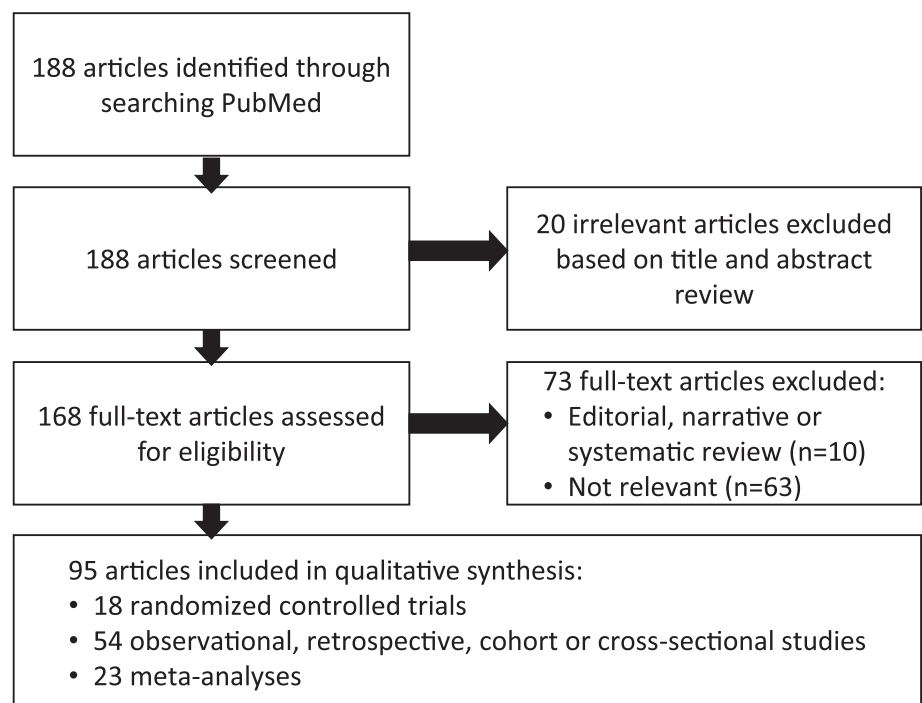 188 articles identified through
searching PubMed
188 articles screened
20 irrelevant articles excluded
based on title and abstract
review
168 full-text articles assessed
for eligibility
73 full-text articles excluded:
• Editorial, narrative or
systematic review (n=10)
• Not relevant (n=63)
95 articles included in qualitative synthesis:
• 18 randomized controlled trials
• 54 observational, retrospective, cohort or cross-sectional studies
• 23 meta-analyses